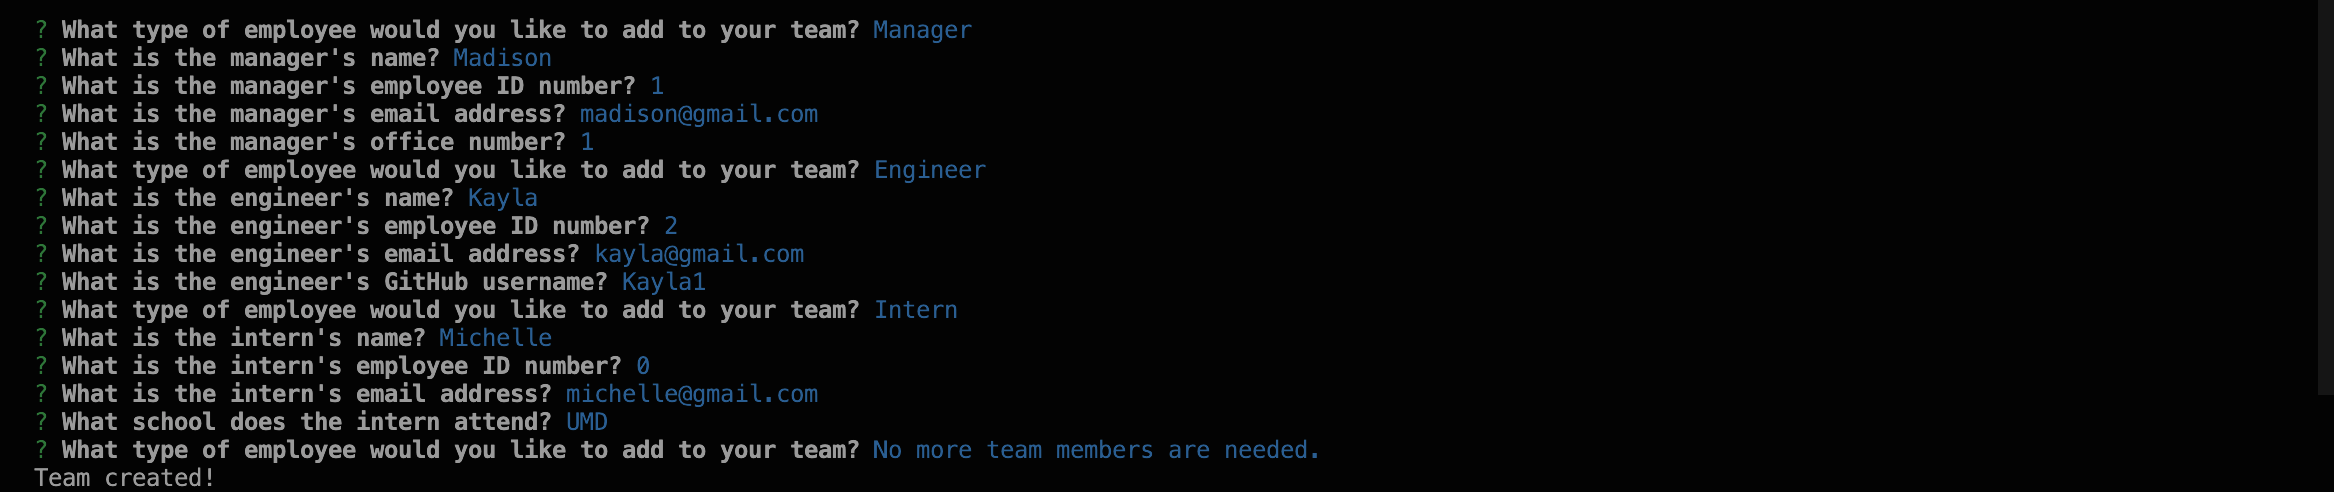 ? What type of employee would you like to add to your team? Manager
? What is the manager's name? Madison
? What is the manager's employee ID number? 1
? What is the manager's email address? madison@gmail.com
? What is the manager's office number? 1
? What type of employee would you like to add to your team? Engineer
? What is the engineer's name? Kayla
? What is the engineer's employee ID number? 2
? What is the engineer's email address? kayla@gmail.com
? What is the engineer's GitHub username? Kayla1
? What type of employee would you like to add to your team? Intern
? What is the intern's name? Michelle
? What is the intern's employee ID number? 0
? What is the intern's email address? michelle@gmail.com
? What school does the intern attend? UMD
? What type of employee would you like to add to your team? No more team members are needed.
Team created!